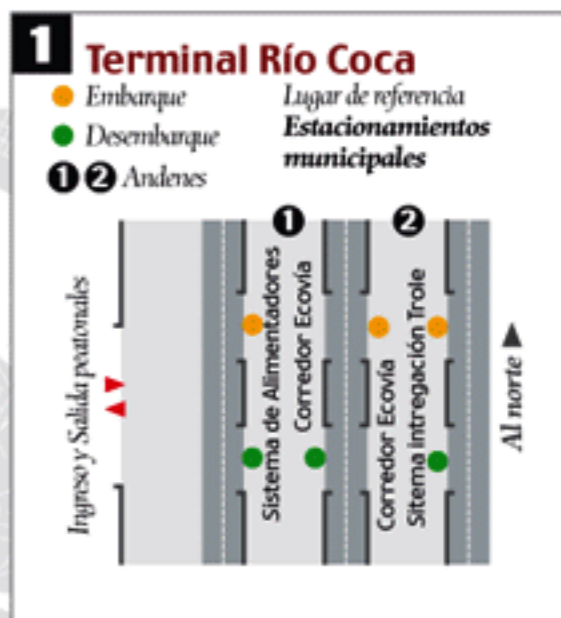 1
Terminal Río Coca
Embarque
Desembarque
1 2 Andenes
Lugar de referencia
Estacionamientos
municipales
1
2
Ingreso y Salida peatonales
Sistema de Alimentadores
Corredor Ecovía
Corredor Ecovía
Sitema intregación Trole
Al norte